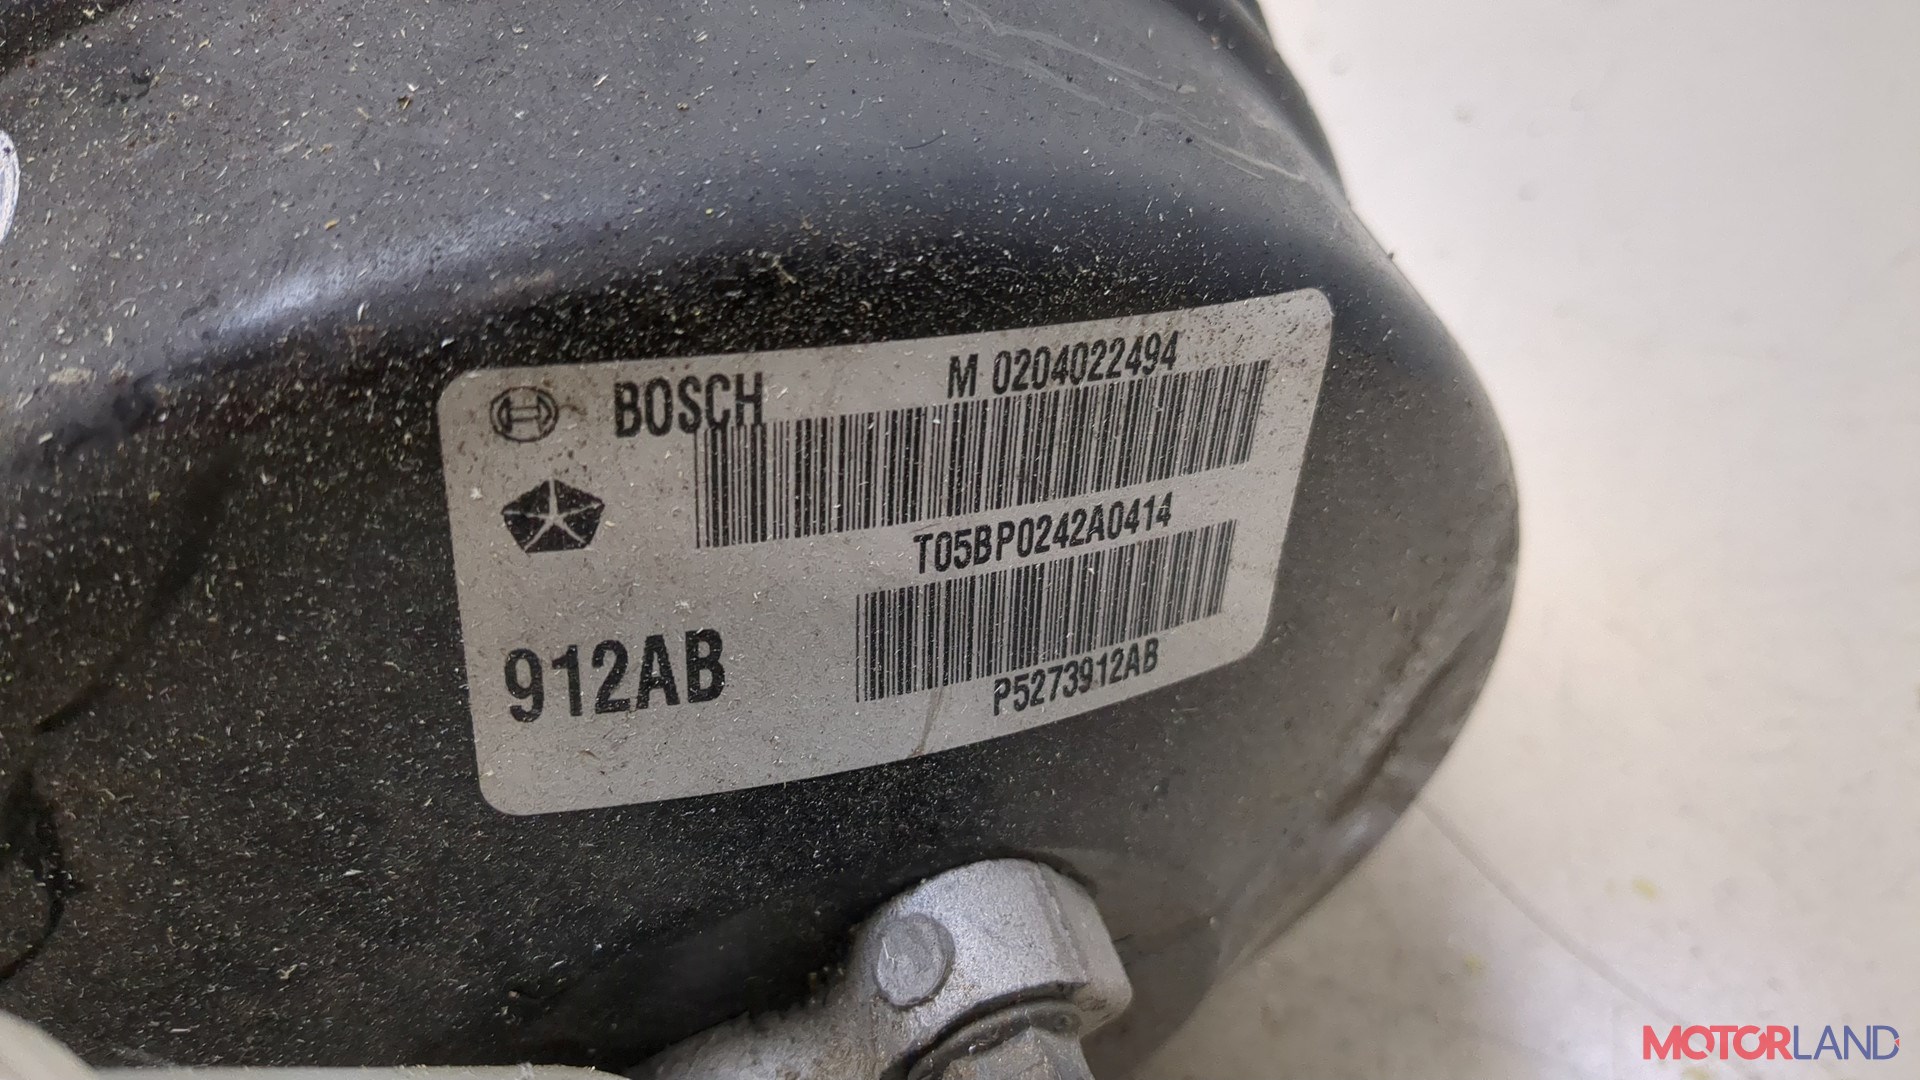 BOSCH
M 0204022494
T05BP0242A0414
912AB
P5273912AB
MOTORLAND